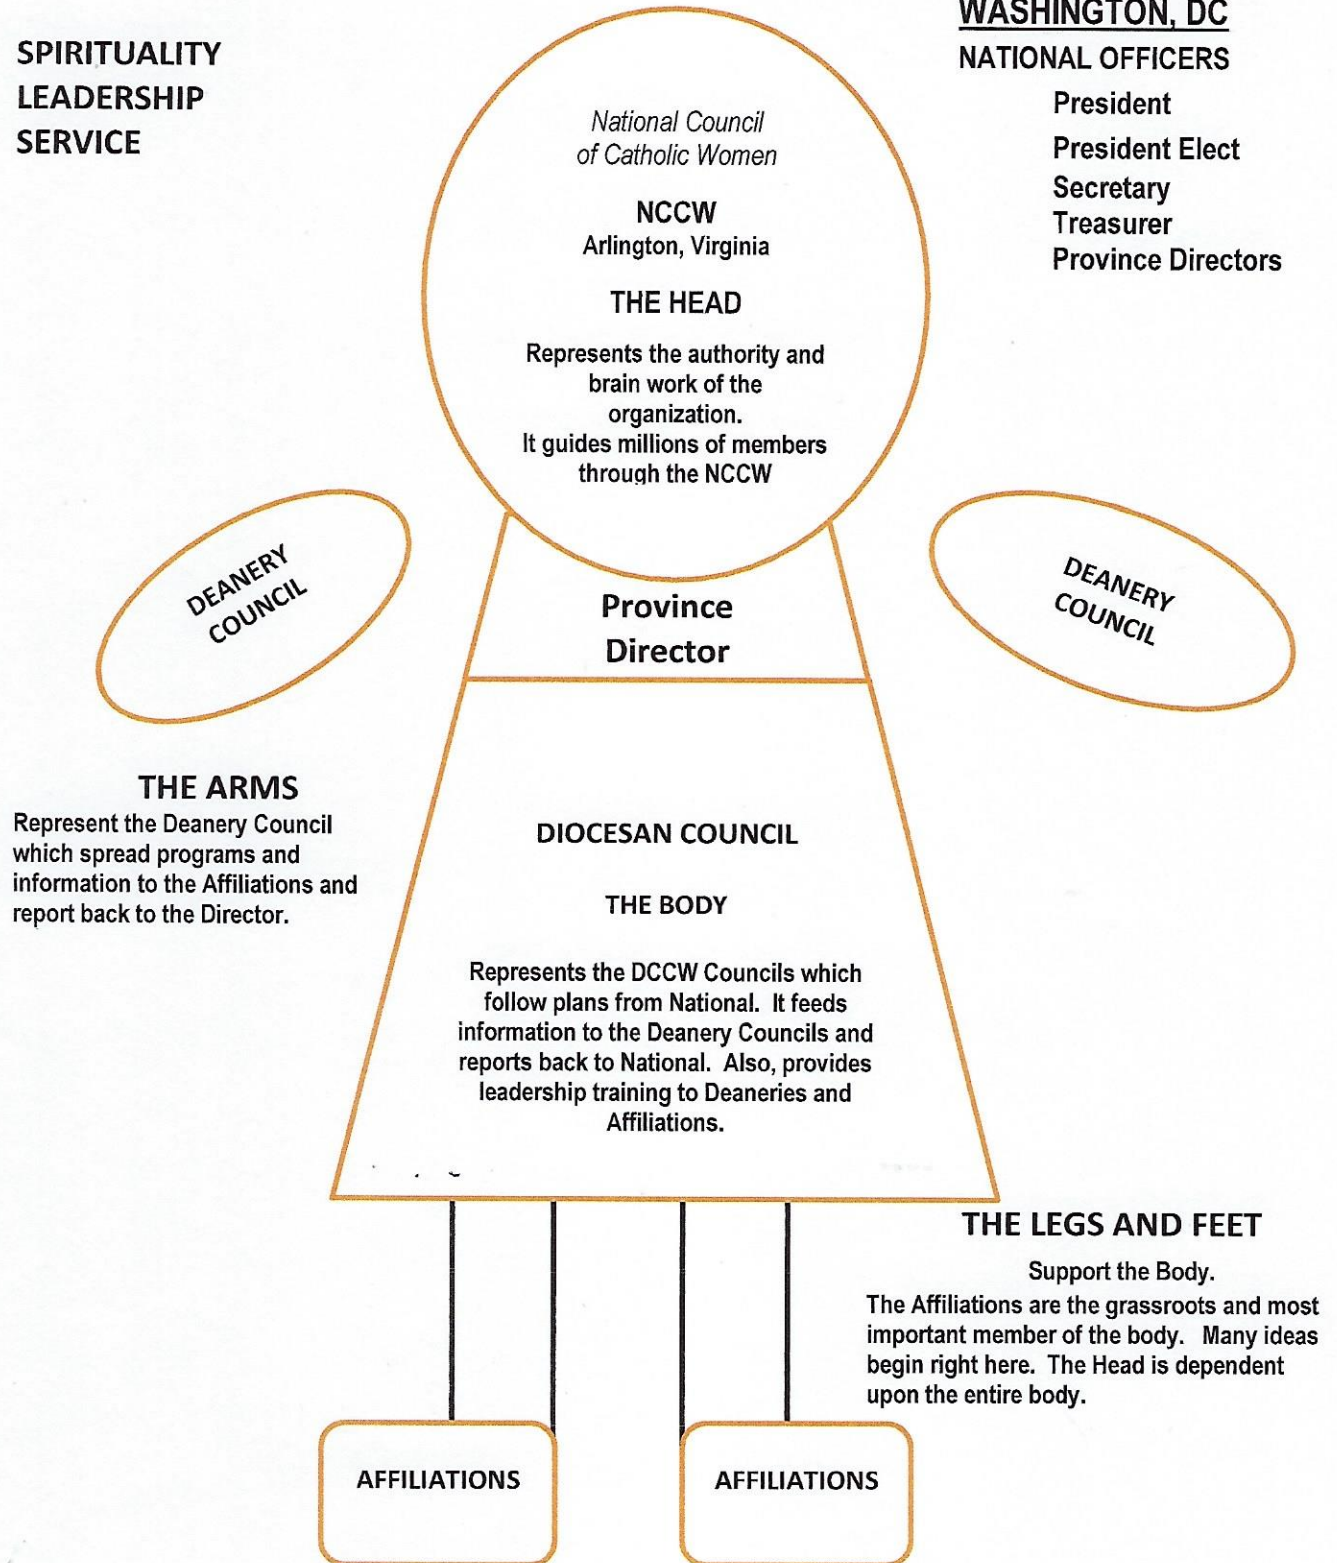 SPIRITUALITY
LEADERSHIP
SERVICE
WASHINGTON, DC
NATIONAL OFFICERS
President
President Elect
Secretary
Treasurer
Province Directors
National Council
of Catholic Women
NCCW
Arlington, Virginia
THE HEAD
Represents the authority and
brain work of the
organization.
It guides millions of members
through the NCCW
DEANERY
COUNCIL
Province
Director
DEANERY
COUNCIL
THE ARMS
Represent the Deanery Council
which spread programs and
information to the Affiliations and
report back to the Director.
DIOCESAN COUNCIL
THE BODY
Represents the DCCW Councils which
follow plans from National. It feeds
information to the Deanery Councils and
reports back to National. Also, provides
leadership training to Deaneries and
Affiliations.
THE LEGS AND FEET
Support the Body.
The Affiliations are the grassroots and most
important member of the body. Many ideas
begin right here. The Head is dependent
upon the entire body.
AFFILIATIONS
AFFILIATIONS